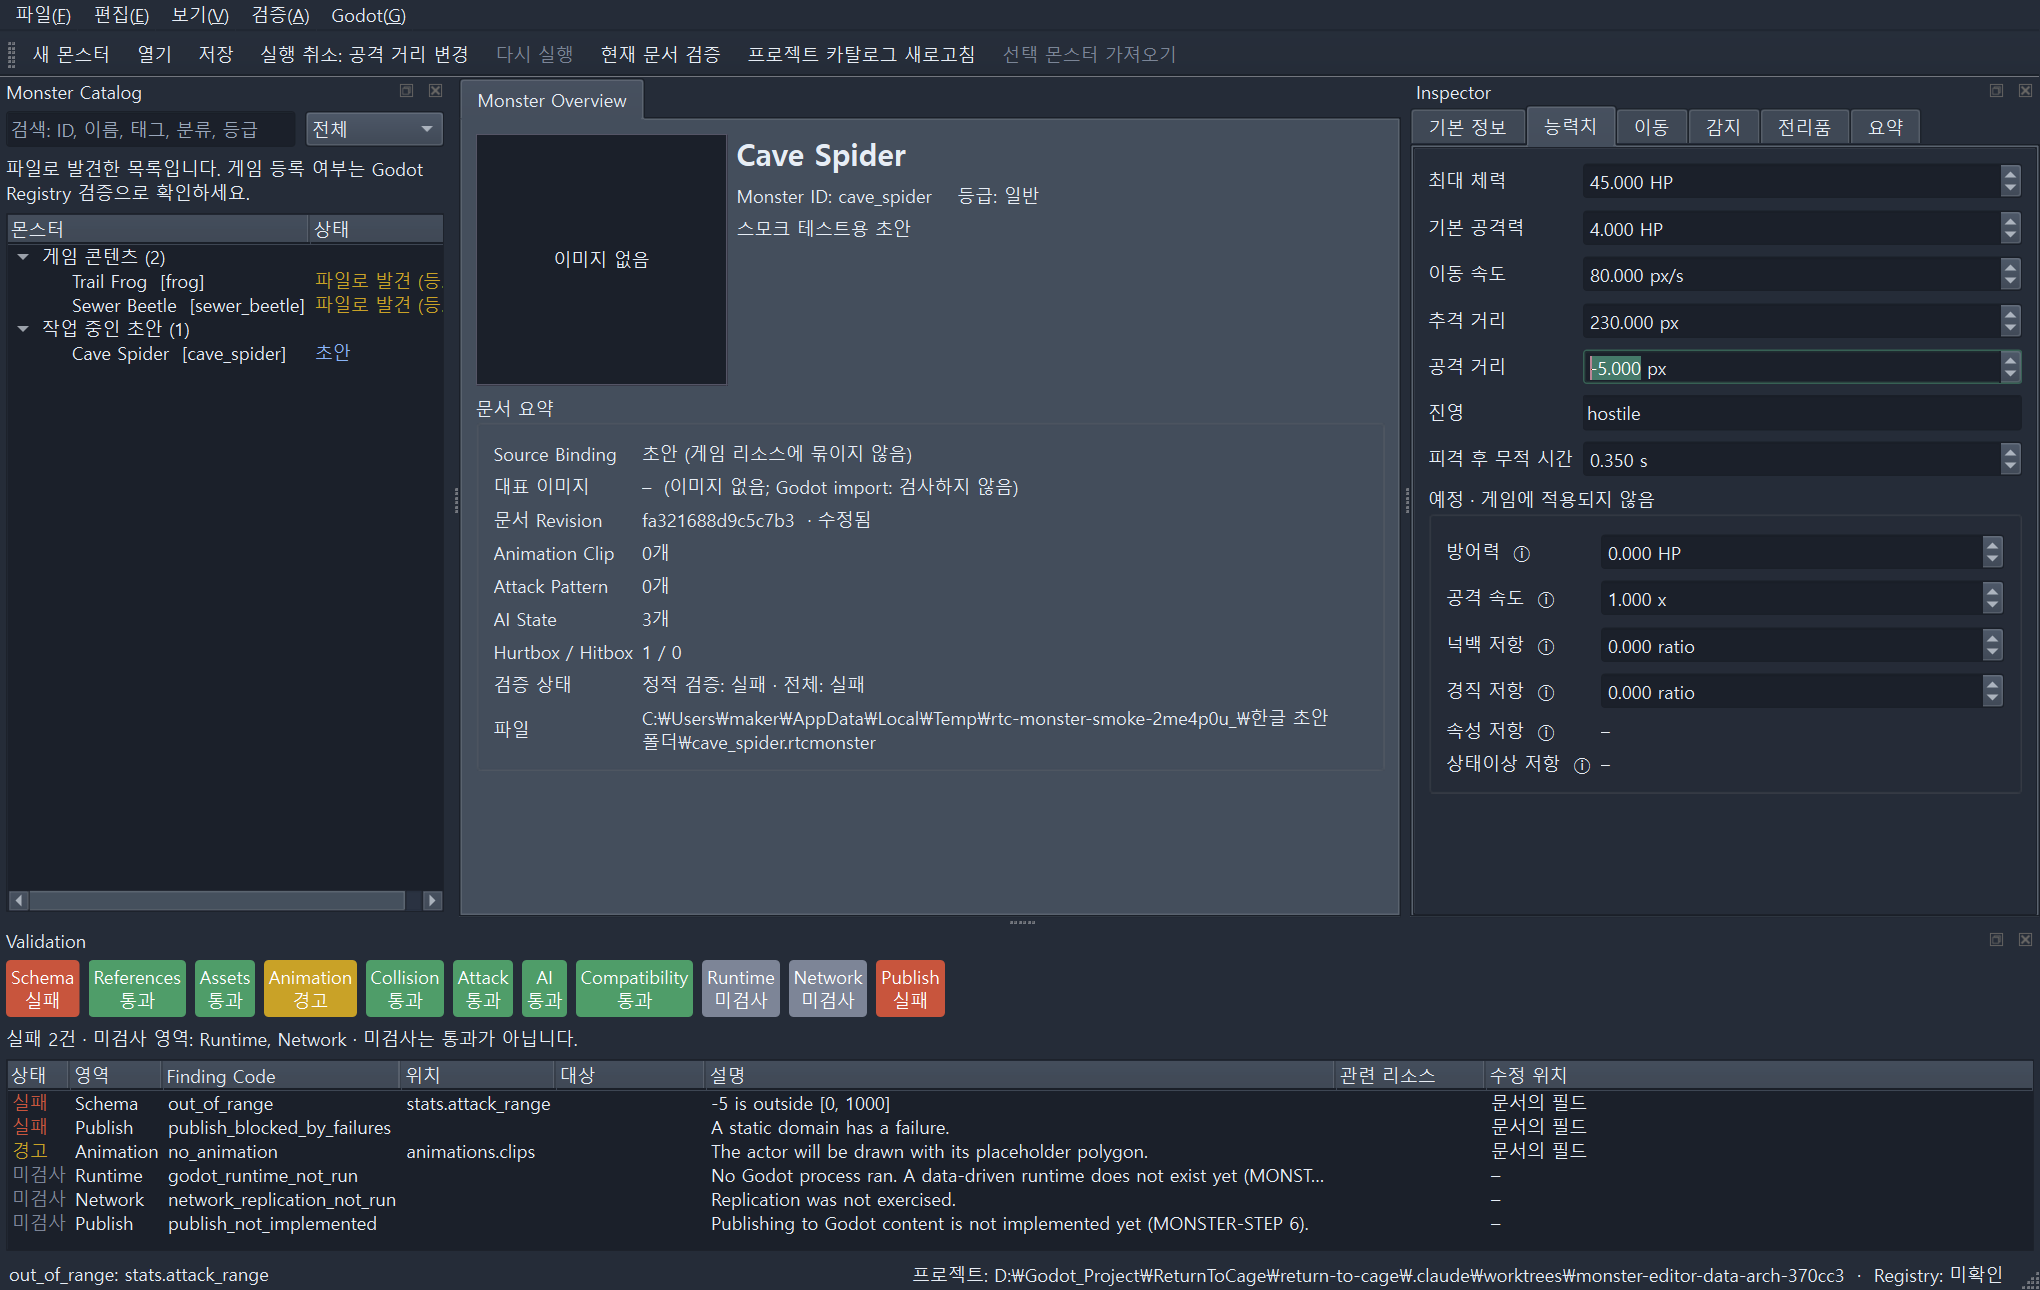 파일(F) 편집(E) 보기(V) 검증(A) Godot(G)
새 몬스터 열기 저장 실행 취소: 공격 거리 변경 다시 실행 현재 문서 검증 프로젝트 카탈로그 새로고침 선택 몬스터 가져오기
Monster Catalog
검색: ID, 이름, 태그, 분류, 등급 전체
파일로 발견한 목록입니다. 게임 등록 여부는 Godot
Registry 검증으로 확인하세요.
몬스터 상태
게임 콘텐츠 (2)
Trail Frog [frog] 파일로 발견 (등
Sewer Beetle [sewer_beetle] 파일로 발견 (등
작업 중인 초안 (1)
Cave Spider [cave_spider] 초안
Monster Overview
이미지 없음
Cave Spider
Monster ID: cave_spider 등급: 일반
스모크 테스트용 초안
문서 요약
Source Binding 초안 (게임 리소스에 묶이지 않음)
대표 이미지 – (이미지 없음; Godot import: 검사하지 않음)
문서 Revision fa321688d9c5c7b3 · 수정됨
Animation Clip 0개
Attack Pattern 0개
AI State 3개
Hurtbox / Hitbox 1 / 0
검증 상태 정적 검증: 실패 · 전체: 실패
파일 C:₩Users₩maker₩AppData₩Local₩Temp₩rtc-monster-smoke-2me4p0u_₩한글 초안
폴더₩cave_spider.rtcmonster
Inspector
기본 정보 능력치 이동 감지 전리품 요약
최대 체력 45.000 HP
기본 공격력 4.000 HP
이동 속도 80.000 px/s
추격 거리 230.000 px
공격 거리 -5.000 px
진영 hostile
피격 후 무적 시간 0.350 s
예정 · 게임에 적용되지 않음
방어력 ⓘ 0.000 HP
공격 속도 ⓘ 1.000 x
넉백 저항 ⓘ 0.000 ratio
경직 저항 ⓘ 0.000 ratio
속성 저항 ⓘ –
상태이상 저항 ⓘ –
Validation
Schema 실패
References 통과
Assets 통과
Animation 경고
Collision 통과
Attack 통과
AI 통과
Compatibility 통과
Runtime 미검사
Network 미검사
Publish 실패
실패 2건 · 미검사 영역: Runtime, Network · 미검사는 통과가 아닙니다.
상태 영역 Finding Code 위치 대상 설명 관련 리소스 수정 위치
실패 Schema out_of_range stats.attack_range -5 is outside [0, 1000] 문서의 필드
실패 Publish publish_blocked_by_failures A static domain has a failure. 문서의 필드
경고 Animation no_animation animations.clips The actor will be drawn with its placeholder polygon. 문서의 필드
미검사 Runtime godot_runtime_not_run No Godot process ran. A data-driven runtime does not exist yet (MONST... –
미검사 Network network_replication_not_run Replication was not exercised. –
미검사 Publish publish_not_implemented Publishing to Godot content is not implemented yet (MONSTER-STEP 6). –
out_of_range: stats.attack_range 프로젝트: D:₩Godot_Project₩ReturnToCage₩return-to-cage₩.claude₩worktrees₩monster-editor-data-arch-370cc3 · Registry: 미확인